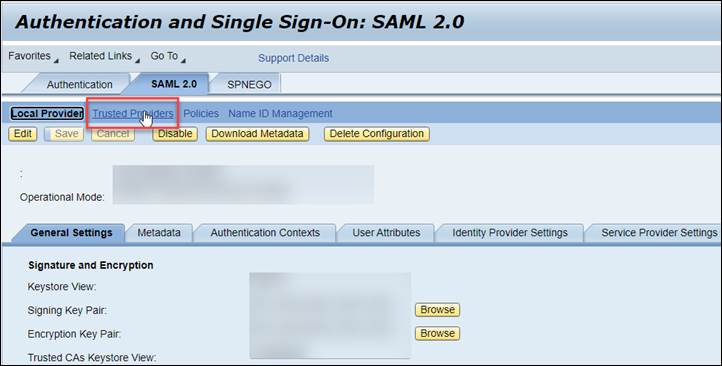 Authentication and Single Sign-On: SAML 2.0
Favorites Related Links Go To Support Details
Authentication SAML 2.0 SPNEGO
Local Provider Trusted Providers Policies Name ID Management
Edit Save Cancel Disable Download Metadata Delete Configuration
:
Operational Mode:
General Settings Metadata Authentication Contexts User Attributes Identity Provider Settings Service Provider Settings
Signature and Encryption
Keystore View:
Signing Key Pair: Browse
Encryption Key Pair: Browse
Trusted CAs Keystore View: